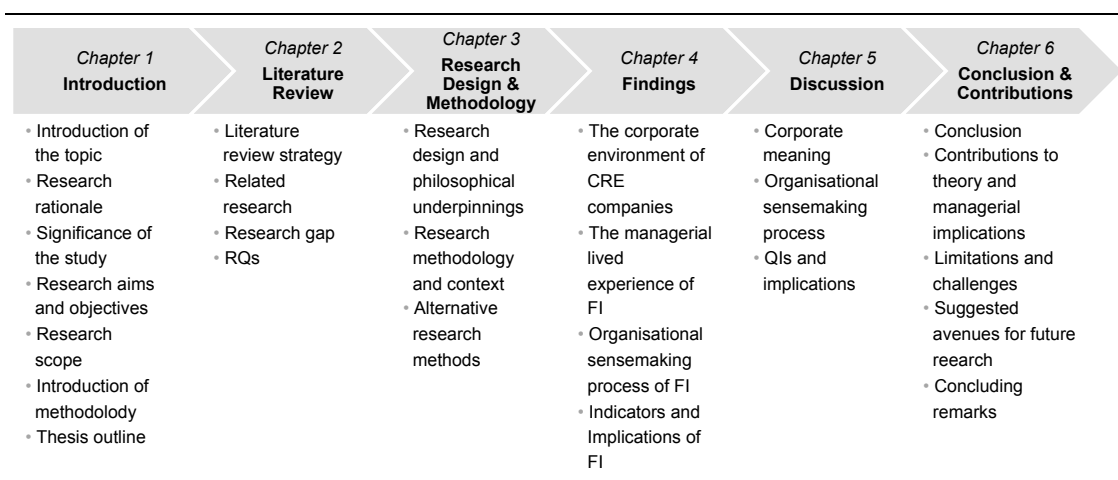 Chapter 1
Introduction
Chapter 2
Literature
Review
Chapter 3
Research
Design &
Methodology
Chapter 4
Findings
Chapter 5
Discussion
Chapter 6
Conclusion &
Contributions
• Introduction of
the topic
• Research
rationale
• Significance of
the study
• Research aims
and objectives
• Research
scope
• Introduction of
methodolody
• Thesis outline
• Literature
review strategy
• Related
research
• Research gap
• RQs
• Research
design and
philosophical
underpinnings
• Research
methodology
and context
• Alternative
research
methods
• The corporate
environment of
CRE
companies
• The managerial
lived
experience of
FI
• Organisational
sensemaking
process of FI
• Indicators and
Implications of
FI
• Corporate
meaning
• Organisational
sensemaking
process
• QIs and
implications
• Conclusion
• Contributions to
theory and
managerial
implications
• Limitations and
challenges
• Suggested
avenues for future
reearch
• Concluding
remarks